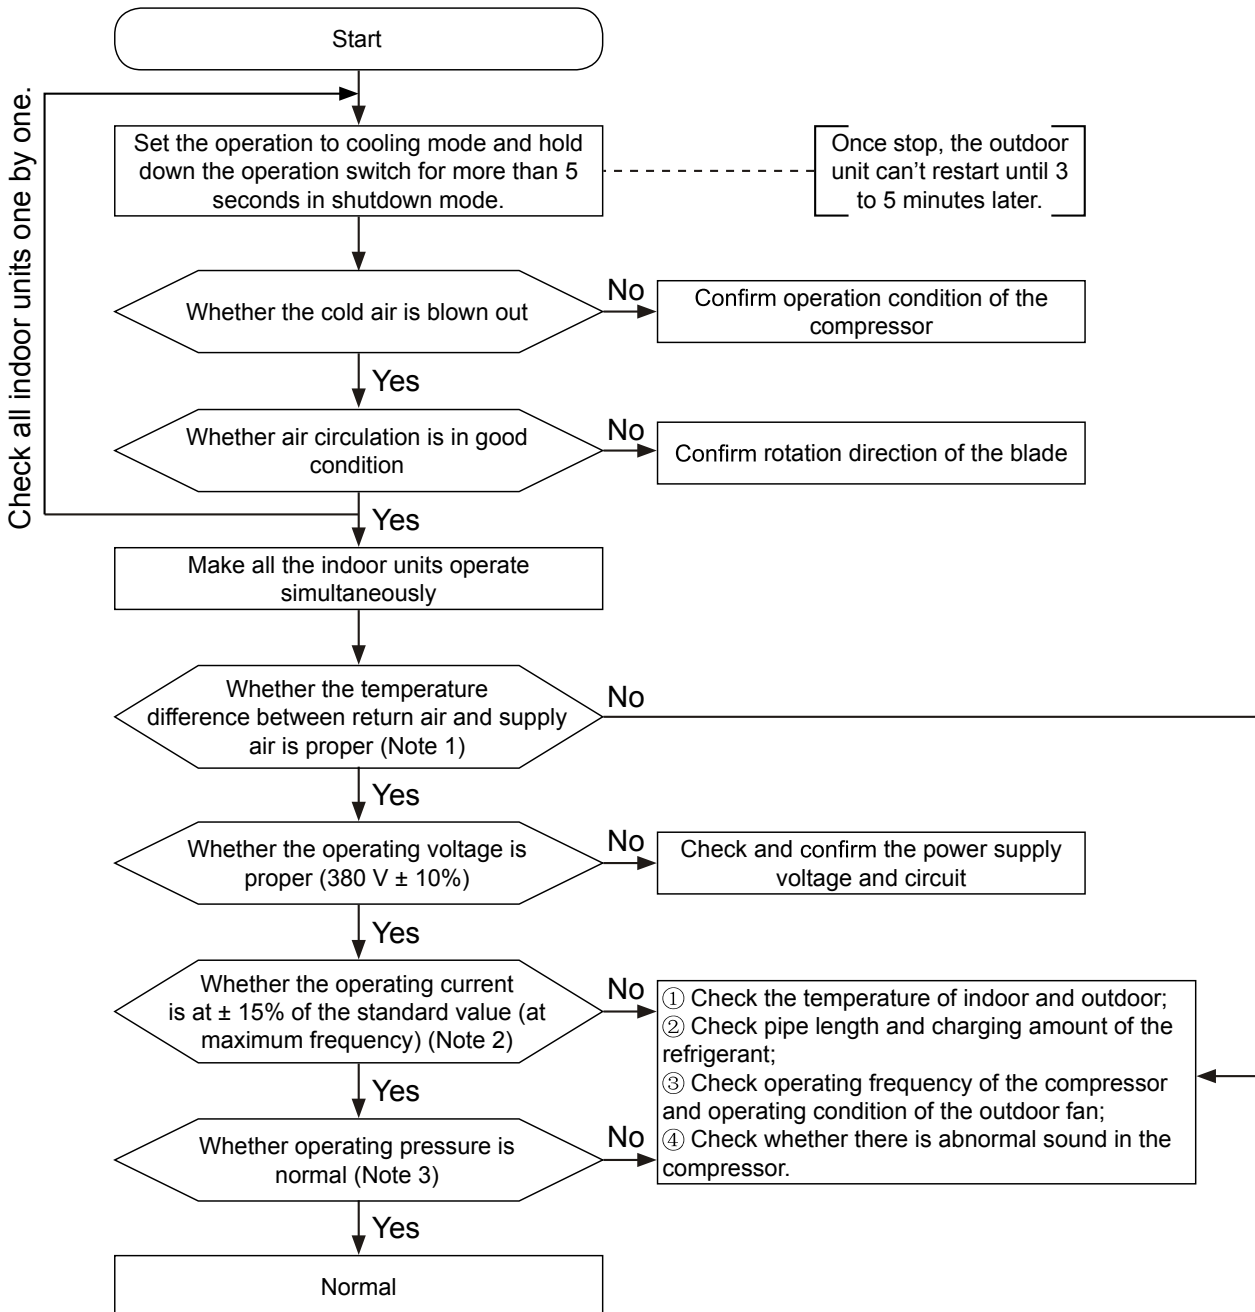 Start
Check all indoor units one by one.
Set the operation to cooling mode and hold
down the operation switch for more than 5
seconds in shutdown mode.
Once stop, the outdoor
unit can't restart until 3
to 5 minutes later.
Whether the cold air is blown out
No
Confirm operation condition of the
compressor
Yes
Whether air circulation is in good
condition
No
Confirm rotation direction of the blade
Yes
Make all the indoor units operate
simultaneously
Whether the temperature
difference between return air and supply
air is proper (Note 1)
No
Yes
Whether the operating voltage is
proper (380 V ± 10%)
No
Check and confirm the power supply
voltage and circuit
Yes
Whether the operating current
is at ± 15% of the standard value (at
maximum frequency) (Note 2)
No
① Check the temperature of indoor and outdoor;
② Check pipe length and charging amount of the
refrigerant;
③ Check operating frequency of the compressor
and operating condition of the outdoor fan;
④ Check whether there is abnormal sound in the
compressor.
Yes
Whether operating pressure is
normal (Note 3)
No
Yes
Normal